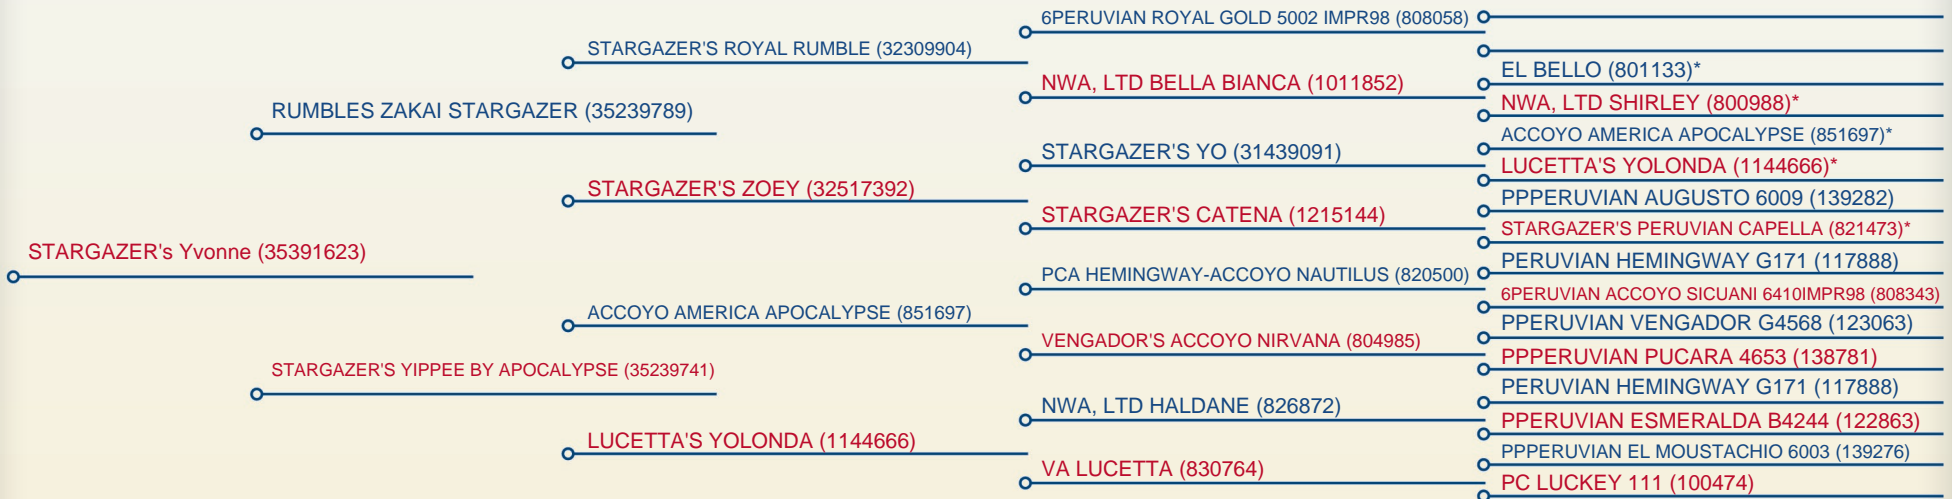 STARGAZER's Yvonne (35391623)
RUMBLES ZAKAI STARGAZER (35239789)
STARGAZER'S YIPPEE BY APOCALYPSE (35239741)
STARGAZER'S ROYAL RUMBLE (32309904)
STARGAZER'S ZOEY (32517392)
ACCOYO AMERICA APOCALYPSE (851697)
LUCETTA'S YOLONDA (1144666)
6PERUVIAN ROYAL GOLD 5002 IMPR98 (808058)
NWA, LTD BELLA BIANCA (1011852)
STARGAZER'S YO (31439091)
STARGAZER'S CATENA (1215144)
PCA HEMINGWAY-ACCOYO NAUTILUS (820500)
VENGADOR'S ACCOYO NIRVANA (804985)
NWA, LTD HALDANE (826872)
VA LUCETTA (830764)
EL BELLO (801133)*
NWA, LTD SHIRLEY (800988)*
ACCOYO AMERICA APOCALYPSE (851697)*
LUCETTA'S YOLONDA (1144666)*
PPPERUVIAN AUGUSTO 6009 (139282)
STARGAZER'S PERUVIAN CAPELLA (821473)*
PERUVIAN HEMINGWAY G171 (117888)
6PERUVIAN ACCOYO SICUANI 6410IMPR98 (808343)
PPERUVIAN VENGADOR G4568 (123063)
PPPERUVIAN PUCARA 4653 (138781)
PERUVIAN HEMINGWAY G171 (117888)
PPERUVIAN ESMERALDA B4244 (122863)
PPPERUVIAN EL MOUSTACHIO 6003 (139276)
PC LUCKEY 111 (100474)